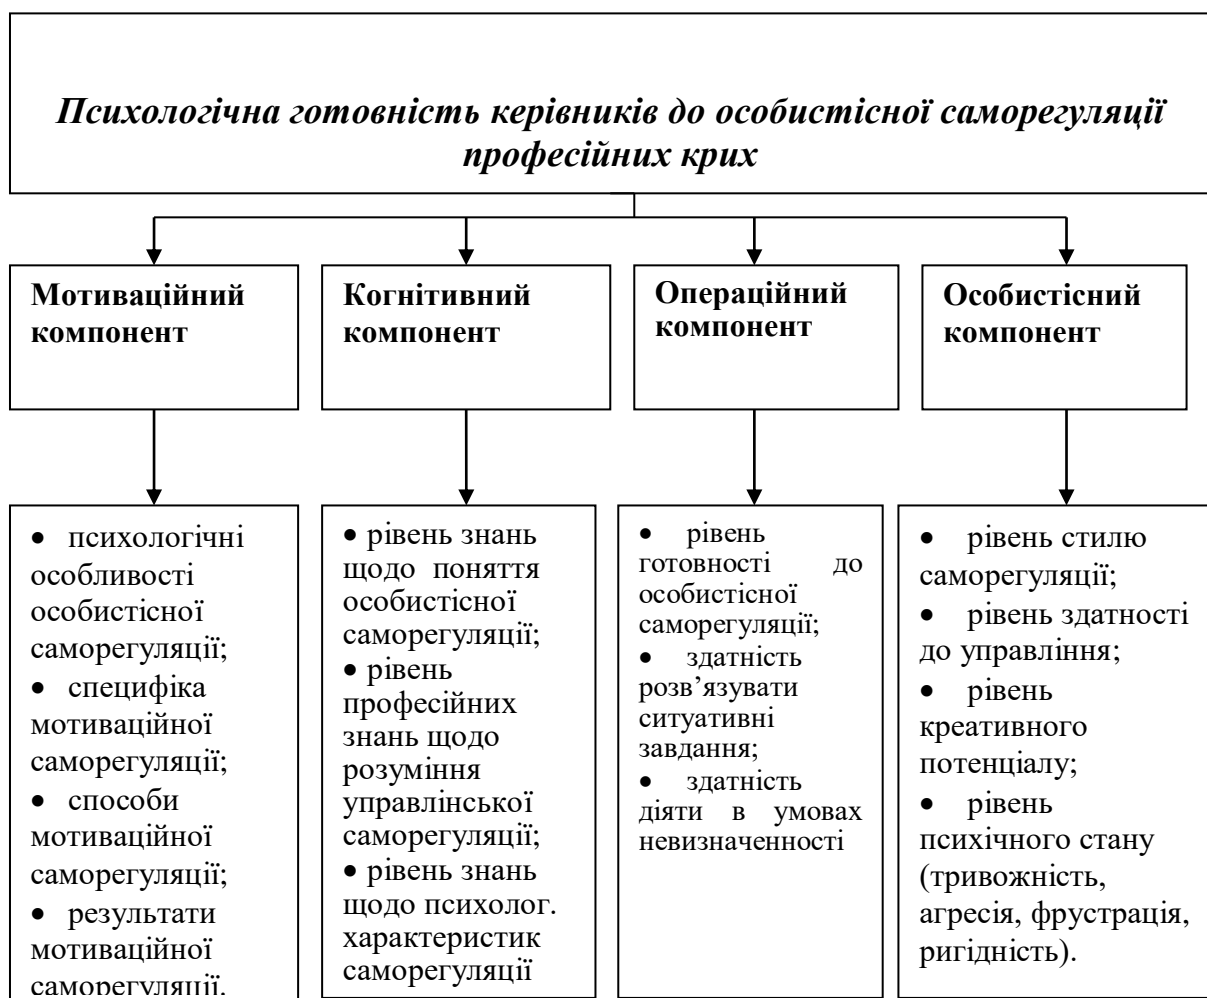 Психологічна готовність керівників до особистісної саморегуляції
професійних крих
Мотиваційний
компонент
Когнітивний
компонент
Операційний
компонент
Особистісний
компонент
• психологічні
особливості
особистісної
саморегуляції;
• специфіка
мотиваційної
саморегуляції;
• способи
мотиваційної
саморегуляції;
• результати
мотиваційної
саморегуляції.
• рівень знань
щодо поняття
особистісної
саморегуляції;
• рівень
професійних
знань щодо
розуміння
управлінської
саморегуляції;
• рівень знань
щодо психолог.
характеристик
саморегуляції
• рівень
готовності до
особистісної
саморегуляції;
• здатність
розв’язувати
ситуативні
завдання;
• здатність
діяти в умовах
невизначенності
• рівень стилю
саморегуляції;
• рівень здатності
до управління;
• рівень
креативного
потенціалу;
• рівень
психічного стану
(тривожність,
агресія, фрустрація,
ригідність).